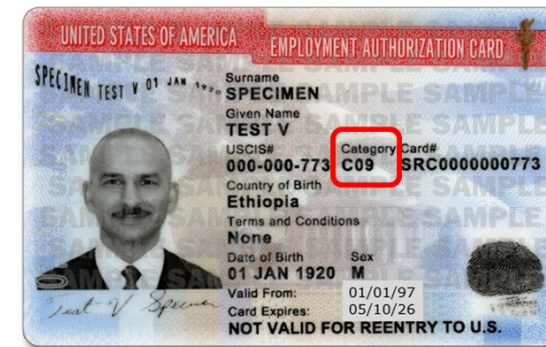 UNITED STATES OF AMERICA EMPLOYMENT AUTHORIZATION CARD
SPECIMEN TEST V 01 JAN 1920
Surname
SPECIMEN
Given Name
TEST V
USCIS# Category Card#
000-000-773 C09 SRC0000000773
Country of Birth
Ethiopia
Terms and Conditions
None
Date of Birth Sex
01 JAN 1920 M
Valid From: 01/01/97
Card Expires: 05/10/26
NOT VALID FOR REENTRY TO U.S.
Test V Specimen
SAMPLE SAMPLE